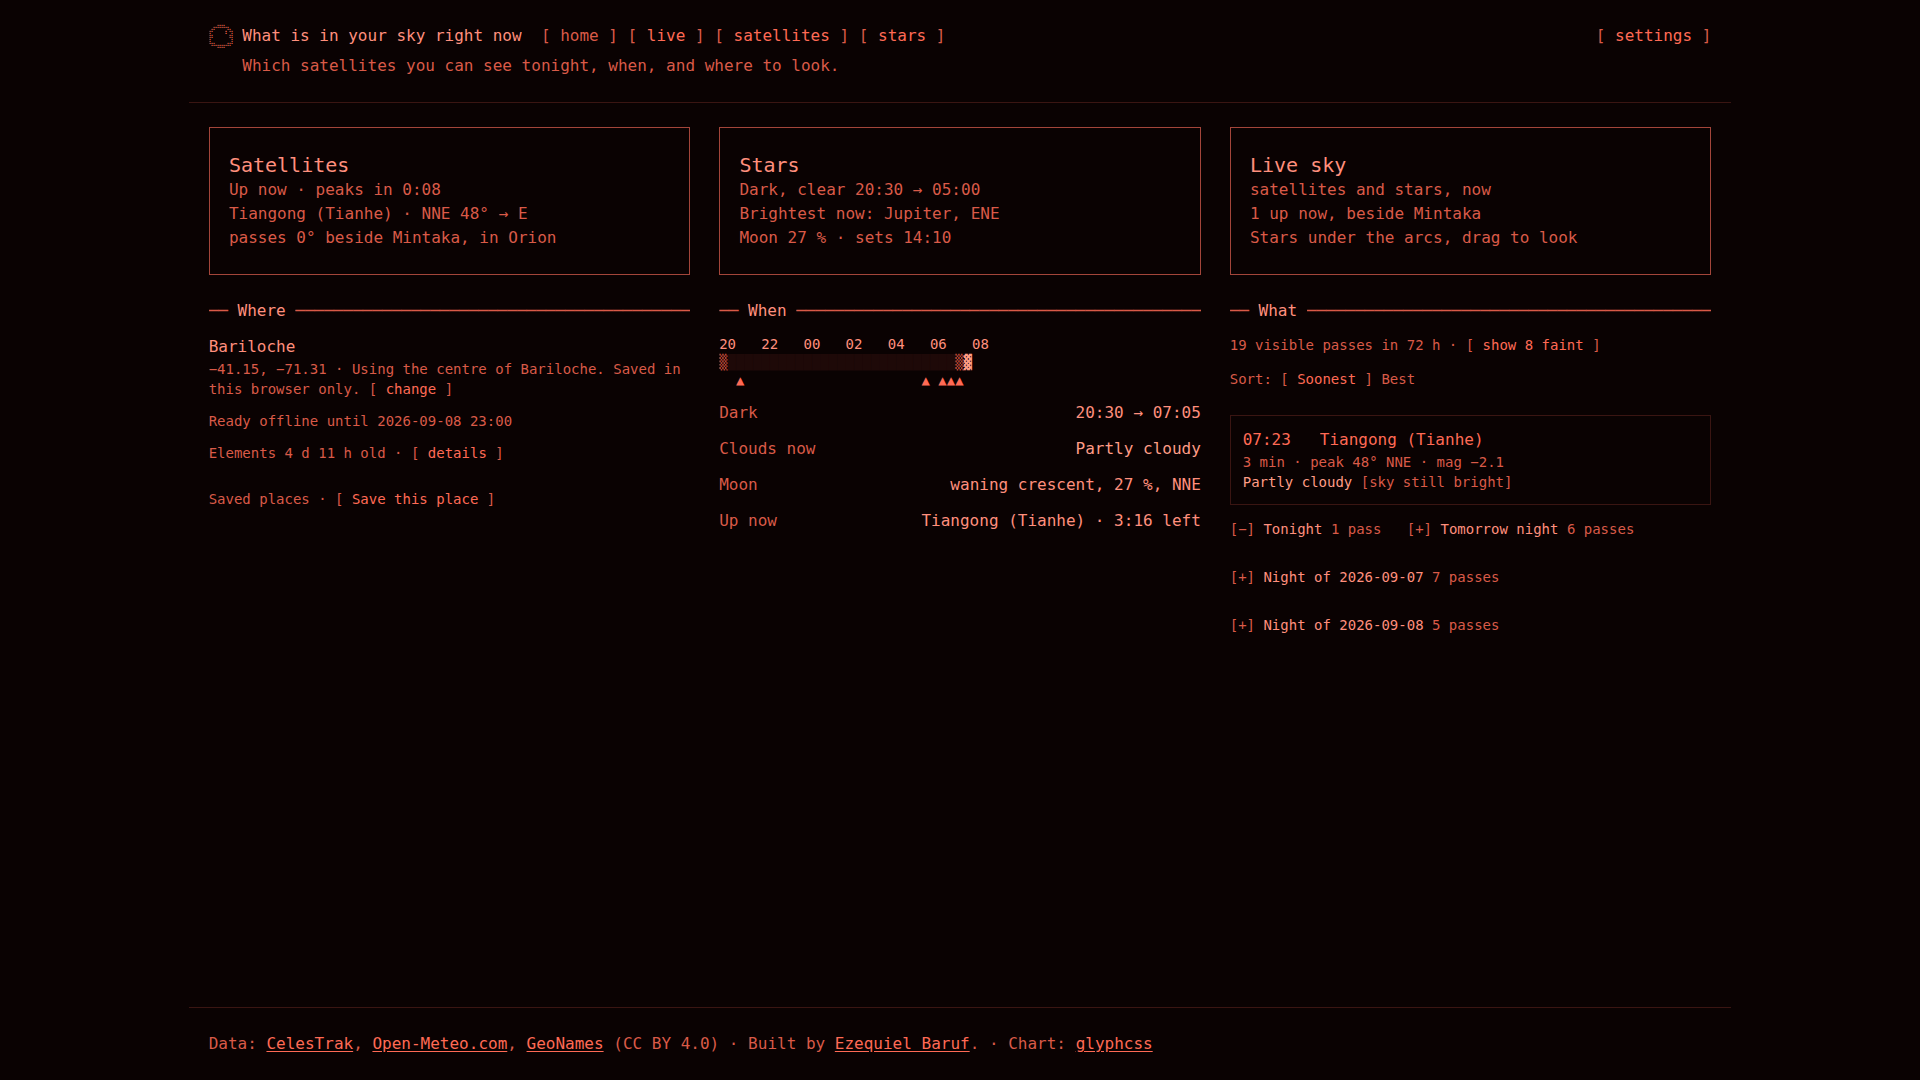 What is in your sky right now [ home ] [ live ] [ satellites ] [ stars ]
[ settings ]
Which satellites you can see tonight, when, and where to look.
Satellites
Up now · peaks in 0:08
Tiangong (Tianhe) · NNE 48° → E
passes 0° beside Mintaka, in Orion
Stars
Dark, clear 20:30 → 05:00
Brightest now: Jupiter, ENE
Moon 27 % · sets 14:10
Live sky
satellites and stars, now
1 up now, beside Mintaka
Stars under the arcs, drag to look
Where
Bariloche
−41.15, −71.31 · Using the centre of Bariloche. Saved in
this browser only. [ change ]
Ready offline until 2026-09-08 23:00
Elements 4 d 11 h old · [ details ]
Saved places · [ Save this place ]
When
20 22 00 02 04 06 08
▲ ▲ ▲▲▲
Dark 20:30 → 07:05
Clouds now Partly cloudy
Moon waning crescent, 27 %, NNE
Up now Tiangong (Tianhe) · 3:16 left
What
19 visible passes in 72 h · [ show 8 faint ]
Sort: [ Soonest ] Best
07:23 Tiangong (Tianhe)
3 min · peak 48° NNE · mag −2.1
Partly cloudy [sky still bright]
[−] Tonight 1 pass [+] Tomorrow night 6 passes
[+] Night of 2026-09-07 7 passes
[+] Night of 2026-09-08 5 passes
Data: CelesTrak, Open-Meteo.com, GeoNames (CC BY 4.0) · Built by Ezequiel Baruf. · Chart: glyphcss